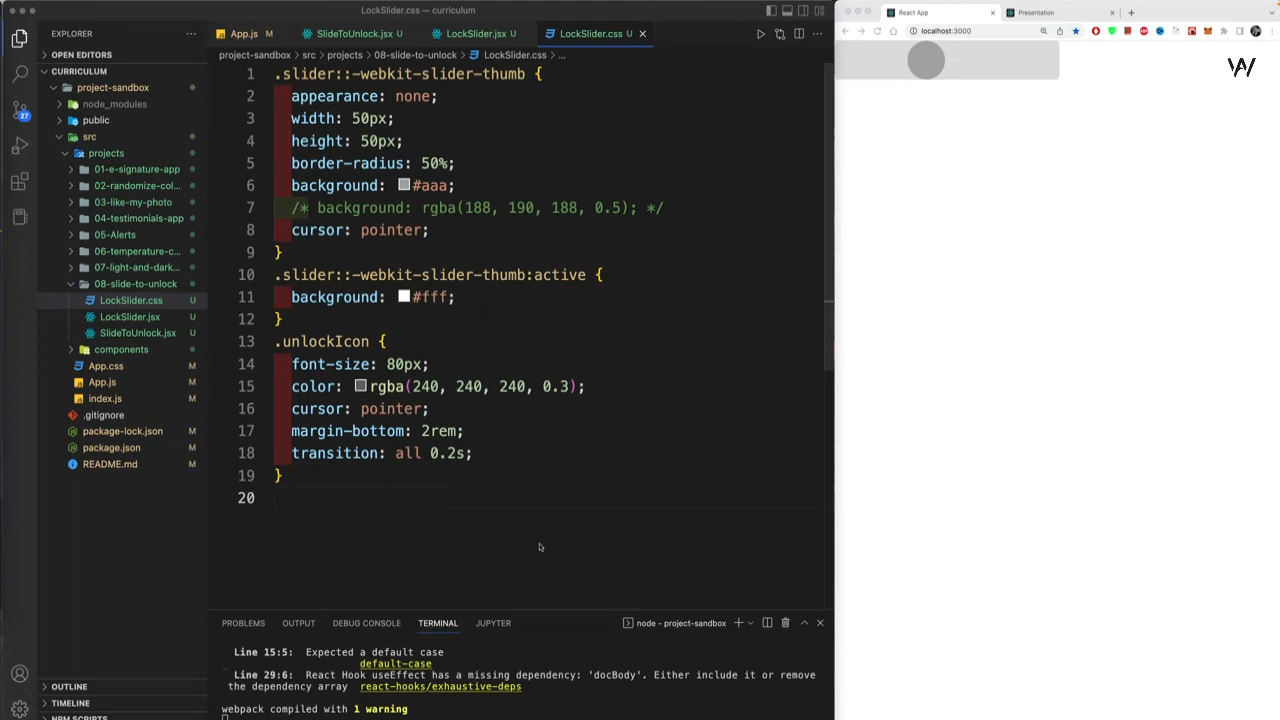 LockSlider.css — curriculum
EXPLORER
OPEN EDITORS
CURRICULUM
project-sandbox
node_modules
public
27
src
projects
01-e-signature-app
02-randomize-col...
03-like-my-photo
04-testimonials-app
05-Alerts
06-temperature-c...
07-light-and-dark...
08-slide-to-unlock
LockSlider.css U
LockSlider.jsx U
SlideToUnlock.jsx U
components
App.css M
App.js M
index.js M
.gitignore
package-lock.json M
package.json M
README.md M
OUTLINE
TIMELINE
NPM SCRIPTS
App.js M
SlideToUnlock.jsx U
LockSlider.jsx U
LockSlider.css U
project-sandbox > src > projects > 08-slide-to-unlock > LockSlider.css > ...
1 .slider::-webkit-slider-thumb {
2 appearance: none;
3 width: 50px;
4 height: 50px;
5 border-radius: 50%;
6 background: #aaa;
7 /* background: rgba(188, 190, 188, 0.5); */
8 cursor: pointer;
9 }
10 .slider::-webkit-slider-thumb:active {
11 background: #fff;
12 }
13 .unlockIcon {
14 font-size: 80px;
15 color: rgba(240, 240, 240, 0.3);
16 cursor: pointer;
17 margin-bottom: 2rem;
18 transition: all 0.2s;
19 }
20
PROBLEMS OUTPUT DEBUG CONSOLE TERMINAL JUPYTER
node - project-sandbox
Line 15:5: Expected a default case
default-case
Line 29:6: React Hook useEffect has a missing dependency: 'docBody'. Either include it or remove
the dependency array react-hooks/exhaustive-deps
webpack compiled with 1 warning
React App
Presentation
localhost:3000
W